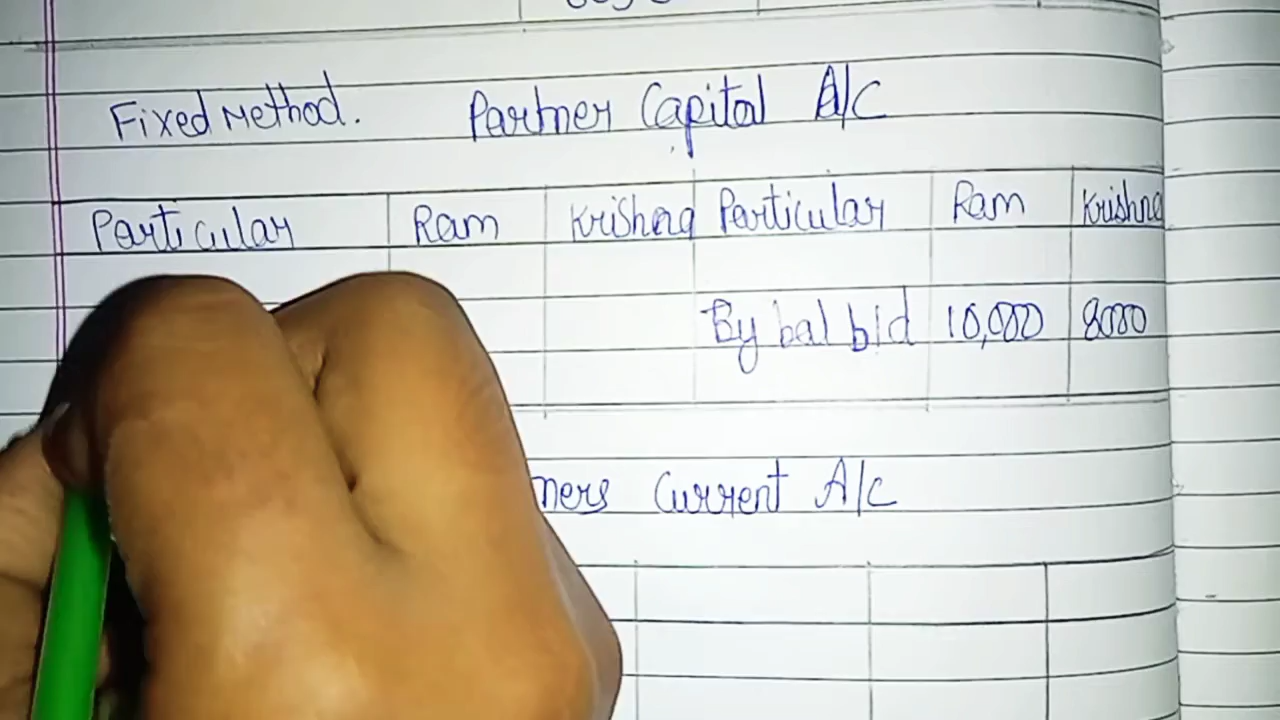 Fixed Method. Partner Capital A/C
Particular Ram Krishna Particular Ram Krishna
By bal b/d 10,000 8000
ners Current A/C